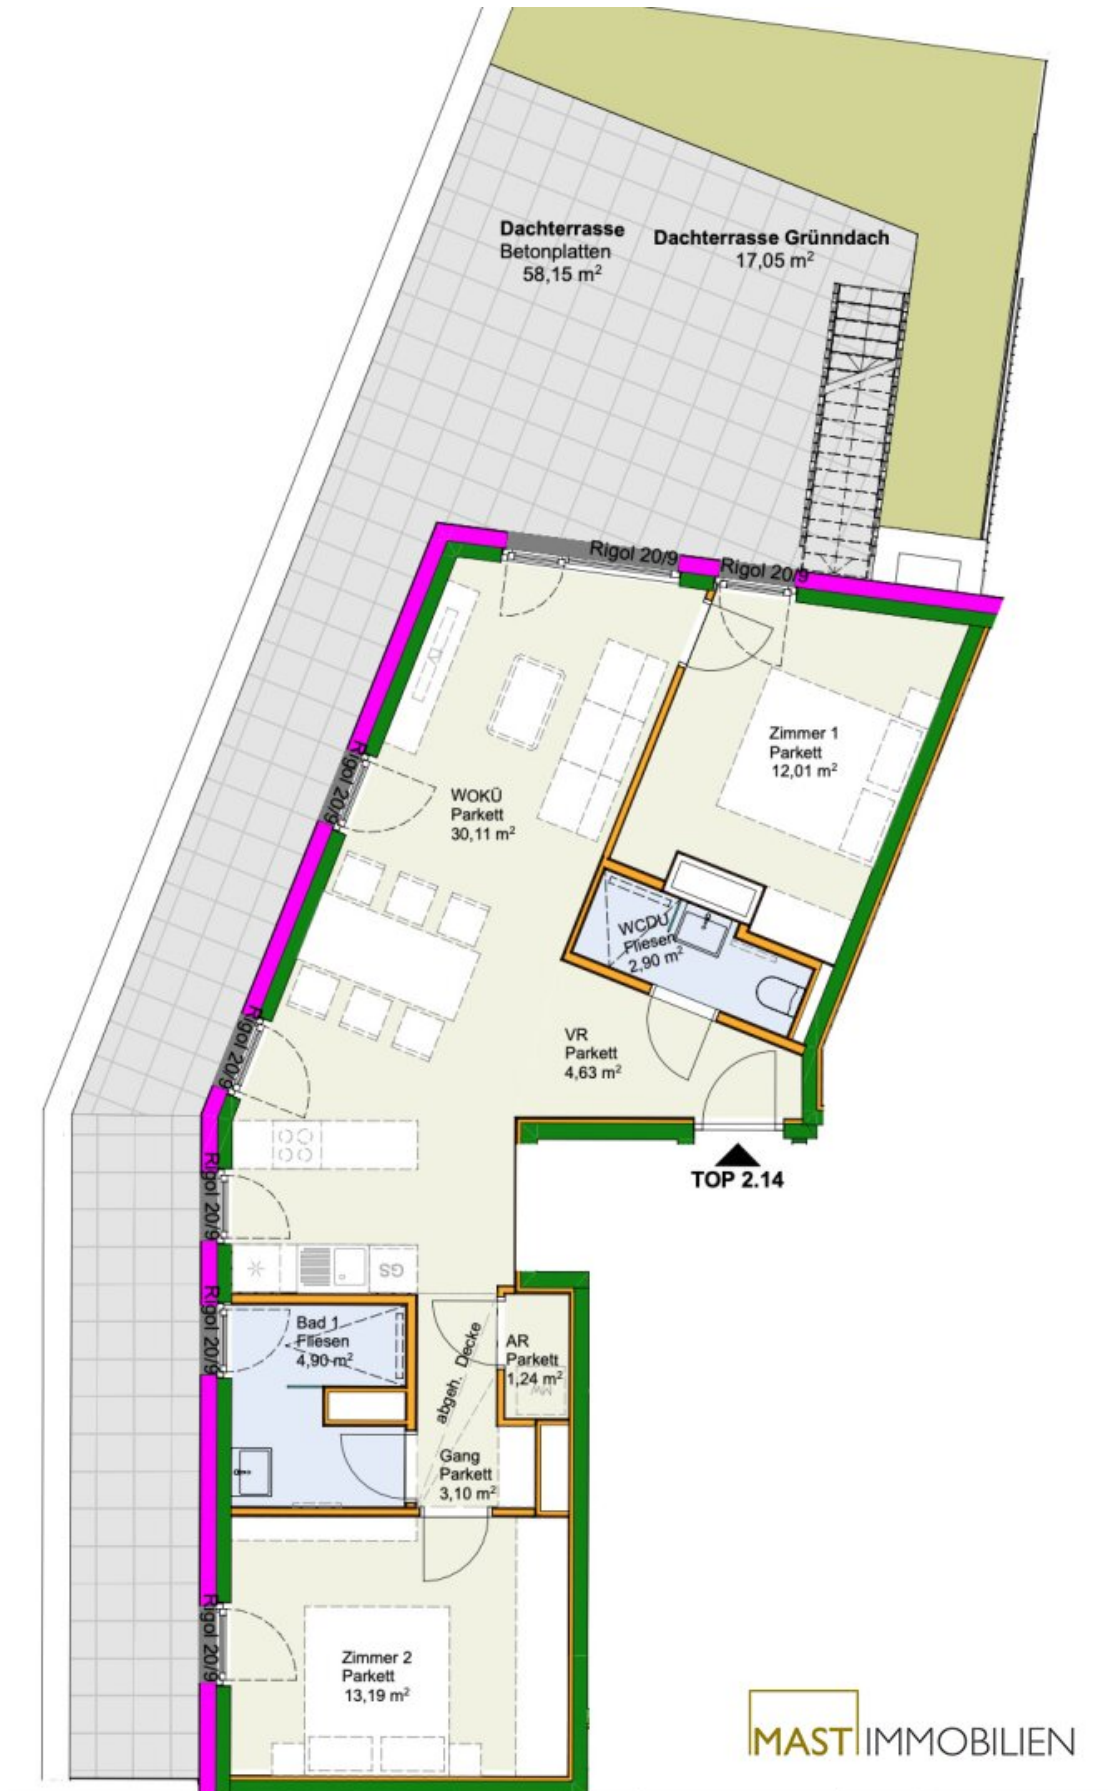 Dachterrasse
Betonplatten
58,15 m²
Dachterrasse Grünndach
17,05 m²
Rigol 20/9
Rigol 20/9
TV
Zimmer 1
Parkett
12,01 m²
Rigol 20/9
WOKÜ
Parkett
30,11 m²
WCDU
Fliesen
2,90 m²
Rigol 20/9
VR
Parkett
4,63 m²
TOP 2.14
Rigol 20/9
GS
Rigol 20/9
Bad 1
Fliesen
4,90 m²
abgeh. Decke
AR
Parkett
1,24 m²
WM
Gang
Parkett
3,10 m²
Rigol 20/9
Zimmer 2
Parkett
13,19 m²
MAST IMMOBILIEN